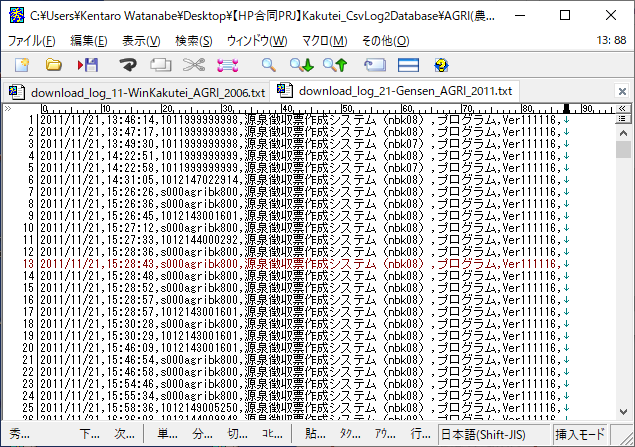 C:¥Users¥Kentaro Watanabe¥Desktop¥【HP合同PRJ】Kakutei_CsvLog2Database¥AGRI(農...
ファイル(F) 編集(E) 表示(V) 検索(S) ウィンドウ(W) マクロ(M) その他(O) 13: 88
download_log_11-WinKakutei_AGRI_2006.txt download_log_21-Gensen_AGRI_2011.txt
0 10 20 30 40 50 60 70 80 90
1 2011/11/21,13:46:14,1011999999998,源泉徴収票作成システム（nbk08）,プログラム,Ver111116,↓
2 2011/11/21,13:47:17,1011999999998,源泉徴収票作成システム（nbk08）,プログラム,Ver111116,↓
3 2011/11/21,13:49:30,1011999999998,源泉徴収票作成システム（nbk07）,プログラム,Ver111116,↓
4 2011/11/21,14:22:51,1011999999999,源泉徴収票作成システム（nbk08）,プログラム,Ver111116,↓
5 2011/11/21,14:22:58,1011999999999,源泉徴収票作成システム（nbk07）,プログラム,Ver111116,↓
6 2011/11/21,14:31:05,1012147022914,源泉徴収票作成システム（nbk08）,プログラム,Ver111116,↓
7 2011/11/21,15:26:26,s000agribk800,源泉徴収票作成システム（nbk08）,プログラム,Ver111116,↓
8 2011/11/21,15:26:36,s000agribk800,源泉徴収票作成システム（nbk08）,プログラム,Ver111116,↓
9 2011/11/21,15:26:45,1012143001601,源泉徴収票作成システム（nbk08）,プログラム,Ver111116,↓
10 2011/11/21,15:27:12,s000agribk800,源泉徴収票作成システム（nbk08）,プログラム,Ver111116,↓
11 2011/11/21,15:27:33,1012144000292,源泉徴収票作成システム（nbk08）,プログラム,Ver111116,↓
12 2011/11/21,15:28:36,s000agribk800,源泉徴収票作成システム（nbk08）,プログラム,Ver111116,↓
13 2011/11/21,15:28:43,s000agribk800,源泉徴収票作成システム（nbk08）,プログラム,Ver111116,↓
14 2011/11/21,15:28:48,s000agribk800,源泉徴収票作成システム（nbk08）,プログラム,Ver111116,↓
15 2011/11/21,15:28:52,s000agribk800,源泉徴収票作成システム（nbk08）,プログラム,Ver111116,↓
16 2011/11/21,15:28:57,s000agribk800,源泉徴収票作成システム（nbk08）,プログラム,Ver111116,↓
17 2011/11/21,15:28:57,1012143001601,源泉徴収票作成システム（nbk08）,プログラム,Ver111116,↓
18 2011/11/21,15:30:28,s000agribk800,源泉徴収票作成システム（nbk08）,プログラム,Ver111116,↓
19 2011/11/21,15:30:29,1012143001601,源泉徴収票作成システム（nbk08）,プログラム,Ver111116,↓
20 2011/11/21,15:46:09,1012143001601,源泉徴収票作成システム（nbk08）,プログラム,Ver111116,↓
21 2011/11/21,15:46:54,s000agribk800,源泉徴収票作成システム（nbk08）,プログラム,Ver111116,↓
22 2011/11/21,15:46:58,s000agribk800,源泉徴収票作成システム（nbk08）,プログラム,Ver111116,↓
23 2011/11/21,15:54:46,s000agribk800,源泉徴収票作成システム（nbk08）,プログラム,Ver111116,↓
24 2011/11/21,15:55:34,s000agribk800,源泉徴収票作成システム（nbk08）,プログラム,Ver111116,↓
25 2011/11/21,15:58:36,1012149005250,源泉徴収票作成システム（nbk08）,プログラム,Ver111116,↓
秀... 下... 次... 単... 分... 切... ｺﾋﾟ... 貼... ﾀｸ... ｱｳ... 行... 日本語(Shift-JIS) 挿入モード